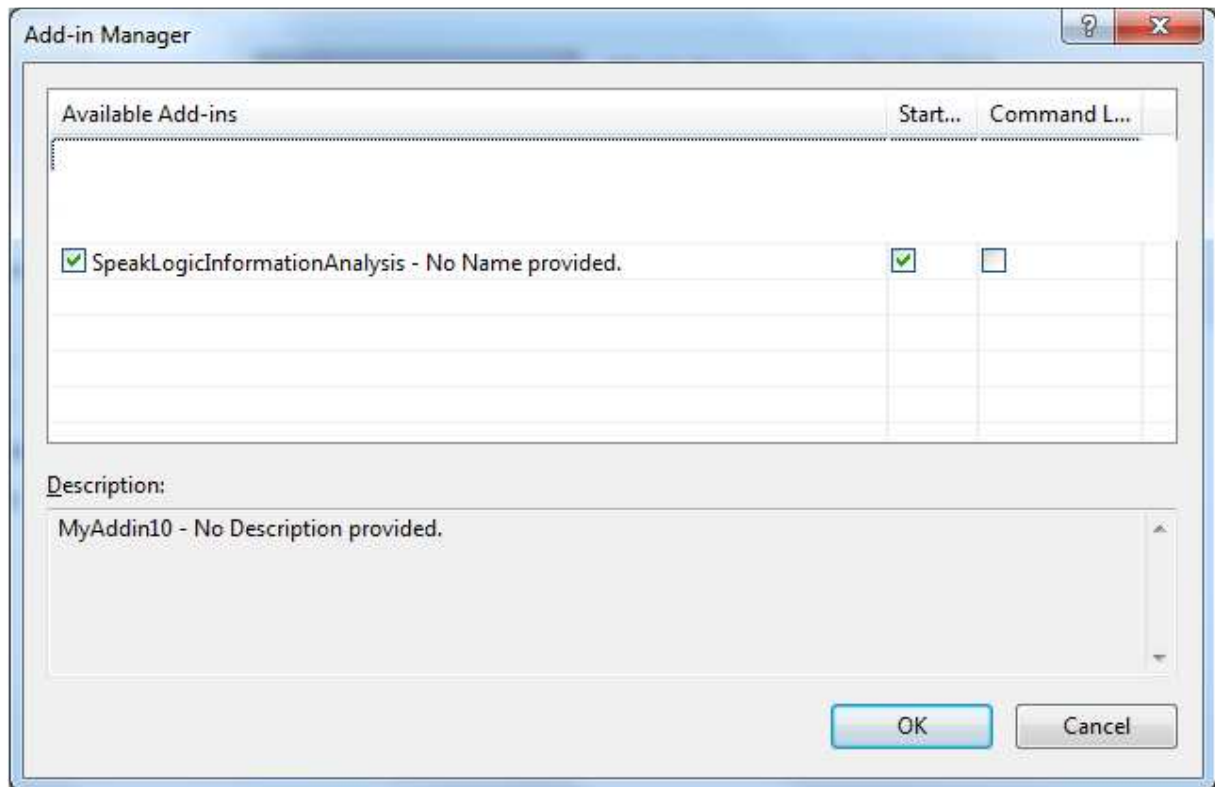 Add-in Manager
Available Add-ins Start... Command L...
SpeakLogicInformationAnalysis - No Name provided.
Description:
MyAddin10 - No Description provided.
OK Cancel